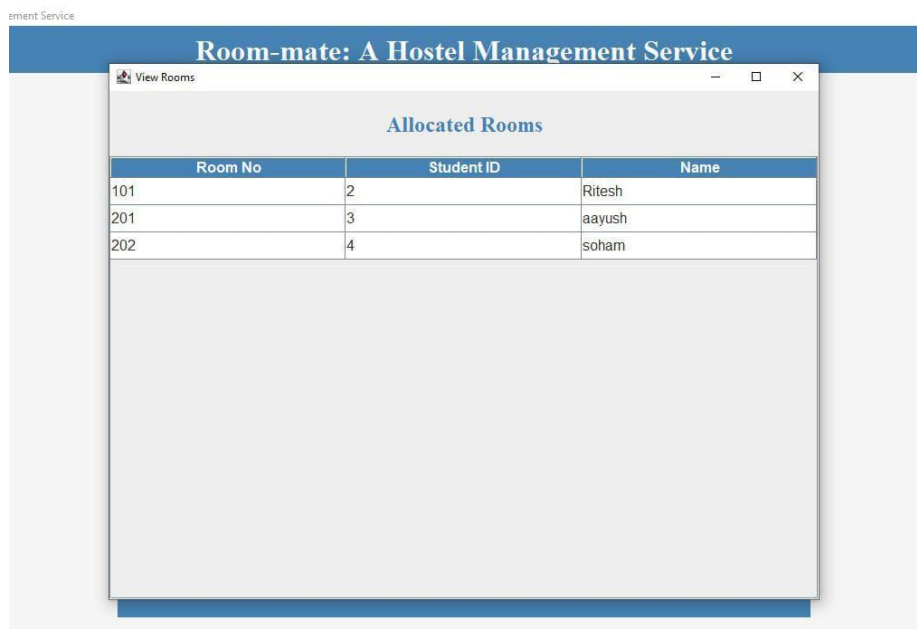 ement Service
Room-mate: A Hostel Management Service
View Rooms
Allocated Rooms
Room No Student ID Name
101 2 Ritesh
201 3 aayush
202 4 soham